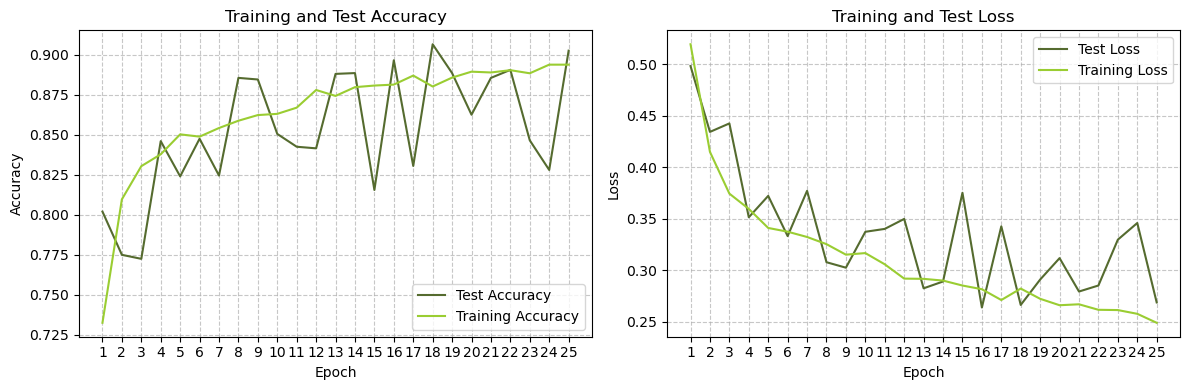 Training and Test Accuracy
Accuracy
0.900
0.875
0.850
0.825
0.800
0.775
0.750
0.725
1 2 3 4 5 6 7 8 9 10 11 12 13 14 15 16 17 18 19 20 21 22 23 24 25
Epoch
Test Accuracy
Training Accuracy
Training and Test Loss
Loss
0.50
0.45
0.40
0.35
0.30
0.25
1 2 3 4 5 6 7 8 9 10 11 12 13 14 15 16 17 18 19 20 21 22 23 24 25
Epoch
Test Loss
Training Loss